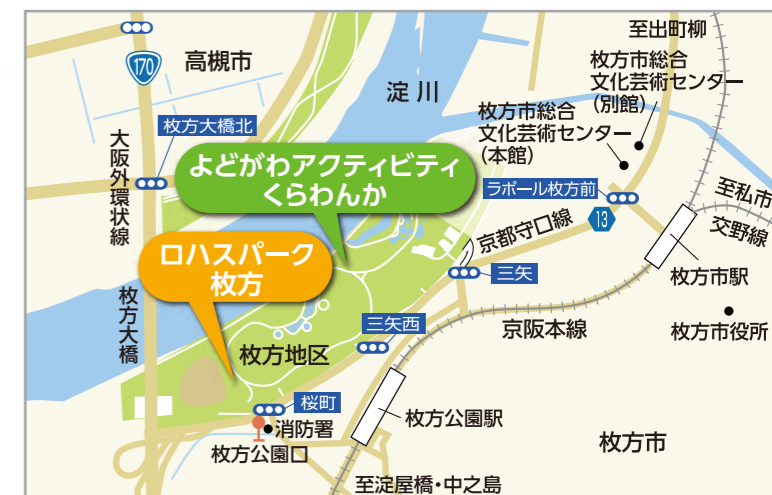 至出町柳
高槻市
170
枚方市総合
文化芸術センター
(別館)
淀川
枚方市総合
文化芸術センター
(本館)
枚方大橋北
大阪外環状線
よどがわアクティビティ
くらわんか
ラポール枚方前
至私市
交野線
13
京都守口線
ロハスパーク
枚方
三矢
枚方市駅
枚方大橋
三矢西
京阪本線
枚方市役所
枚方地区
桜町
枚方公園駅
消防署
枚方公園口
枚方市
至淀屋橋・中之島